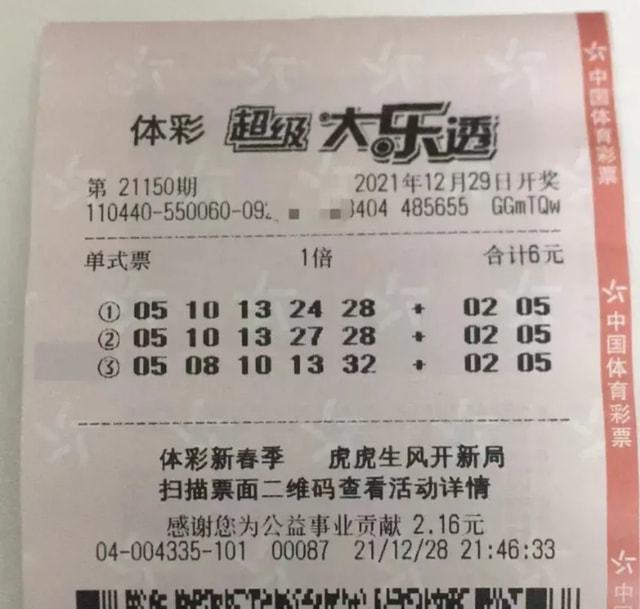 体彩 超级大乐透
第 21150期 2021年12月29日开奖
110440-550060-09 3404 485655 GGmTQw
单式票 1倍 合计6元
① 05 10 13 24 28 + 02 05
② 05 10 13 27 28 + 02 05
③ 05 08 10 13 32 + 02 05
体彩新春季 虎虎生风开新局
扫描票面二维码查看活动详情
感谢您为公益事业贡献 2.16元
04-004335-101 00087 21/12/28 21:46:33
中国体育彩票
中国体育彩票
中